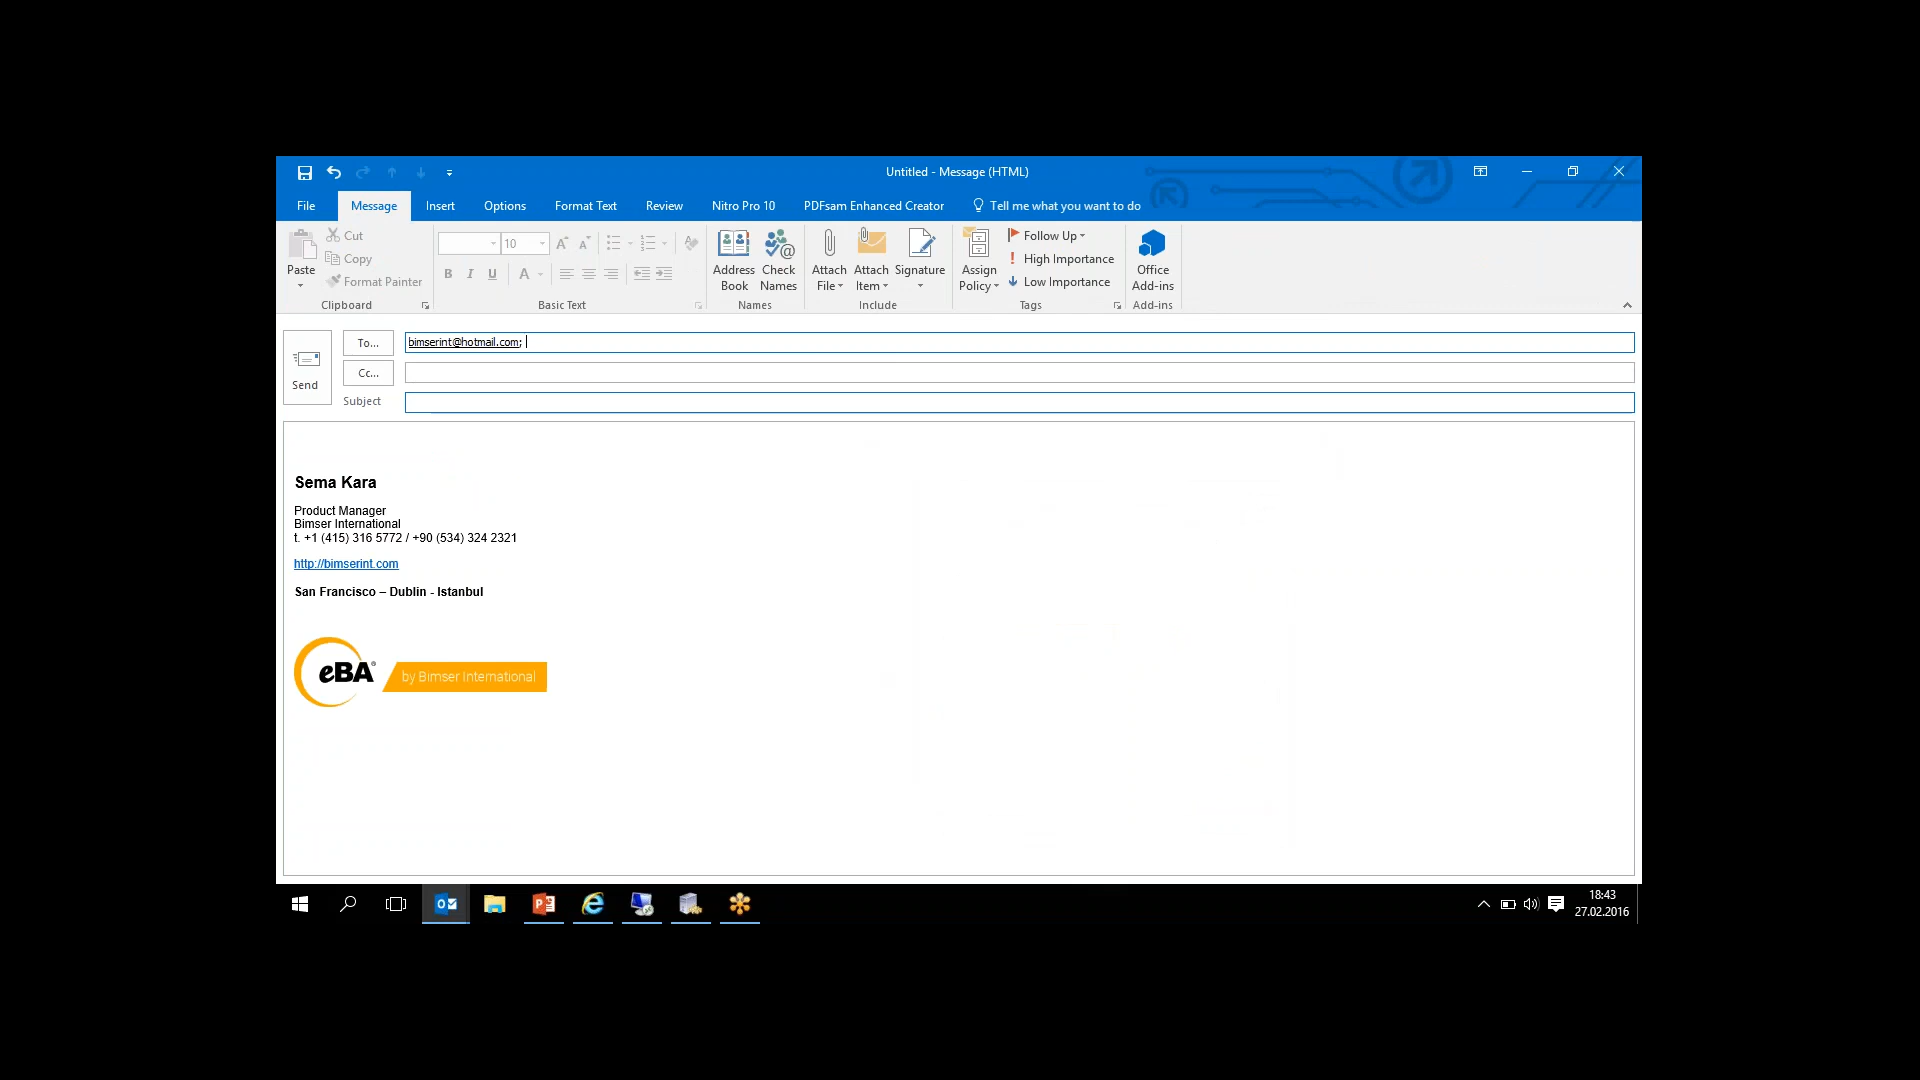 Untitled - Message (HTML)
File Message Insert Options Format Text Review Nitro Pro 10 PDFsam Enhanced Creator Tell me what you want to do
Paste
Cut
Copy
Format Painter
Clipboard
10
B I U A
Basic Text
Address Book
Check Names
Names
Attach File
Attach Item
Signature
Include
Assign Policy
Follow Up
High Importance
Low Importance
Tags
Office Add-ins
Add-ins
Send
To...
bimserint@hotmail.com;
Cc...
Subject
Sema Kara
Product Manager
Bimser International
t. +1 (415) 316 5772 / +90 (534) 324 2321
http://bimserint.com
San Francisco – Dublin - Istanbul
eBA®
by Bimser International
18:43
27.02.2016